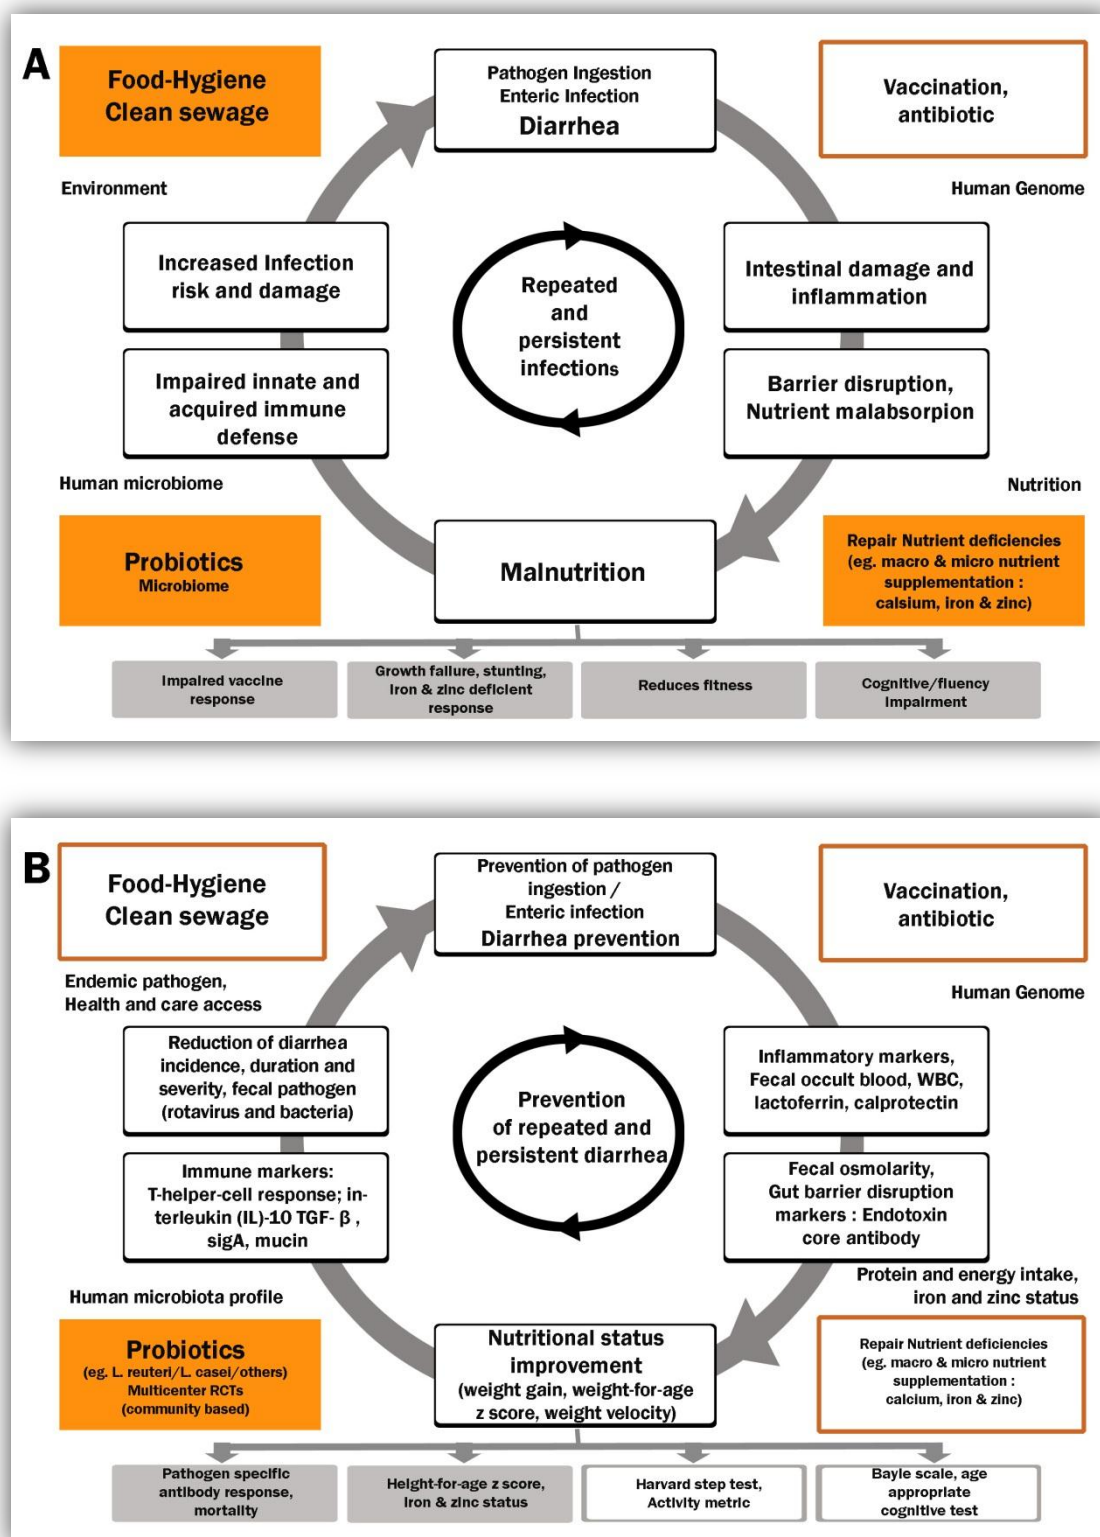 A
Food-Hygiene
Clean sewage
Pathogen Ingestion
Enteric Infection
Diarrhea
Vaccination,
antibiotic
Environment
Human Genome
Increased Infection
risk and damage
Repeated
and
persistent
infections
Intestinal damage and
inflammation
Impaired innate and
acquired immune
defense
Barrier disruption,
Nutrient malabsorpion
Human microbiome
Nutrition
Probiotics
Microbiome
Malnutrition
Repair Nutrient deficiencies
(eg. macro & micro nutrient
supplementation :
calsium, iron & zinc)
Impaired vaccine
response
Growth failure, stunting,
iron & zinc deficient
response
Reduces fitness
Cognitive/fluency
impairment
B
Food-Hygiene
Clean sewage
Prevention of pathogen
ingestion /
Enteric infection
Diarrhea prevention
Vaccination,
antibiotic
Endemic pathogen,
Health and care access
Human Genome
Reduction of diarrhea
incidence, duration and
severity, fecal pathogen
(rotavirus and bacteria)
Prevention
of repeated and
persistent diarrhea
Inflammatory markers,
Fecal occult blood, WBC,
lactoferrin, calprotectin
Immune markers:
T-helper-cell response; in-
terleukin (IL)-10 TGF- β ,
sigA, mucin
Fecal osmolarity,
Gut barrier disruption
markers : Endotoxin
core antibody
Human microbiota profile
Protein and energy intake,
iron and zinc status
Probiotics
(eg. L. reuteri/L. casei/others)
Multicenter RCTs
(community based)
Nutritional status
improvement
(weight gain, weight-for-age
z score, weight velocity)
Repair Nutrient deficiencies
(eg. macro & micro nutrient
supplementation :
calcium, iron & zinc)
Pathogen specific
antibody response,
mortality
Height-for-age z score,
iron & zinc status
Harvard step test,
Activity metric
Bayle scale, age
appropriate
cognitive test